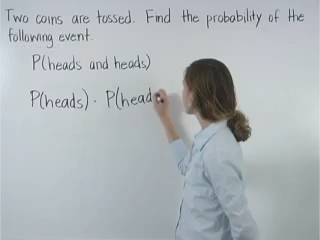 Two coins are tossed. Find the probability of the
following event.
P(heads and heads)
P(heads) · P(head